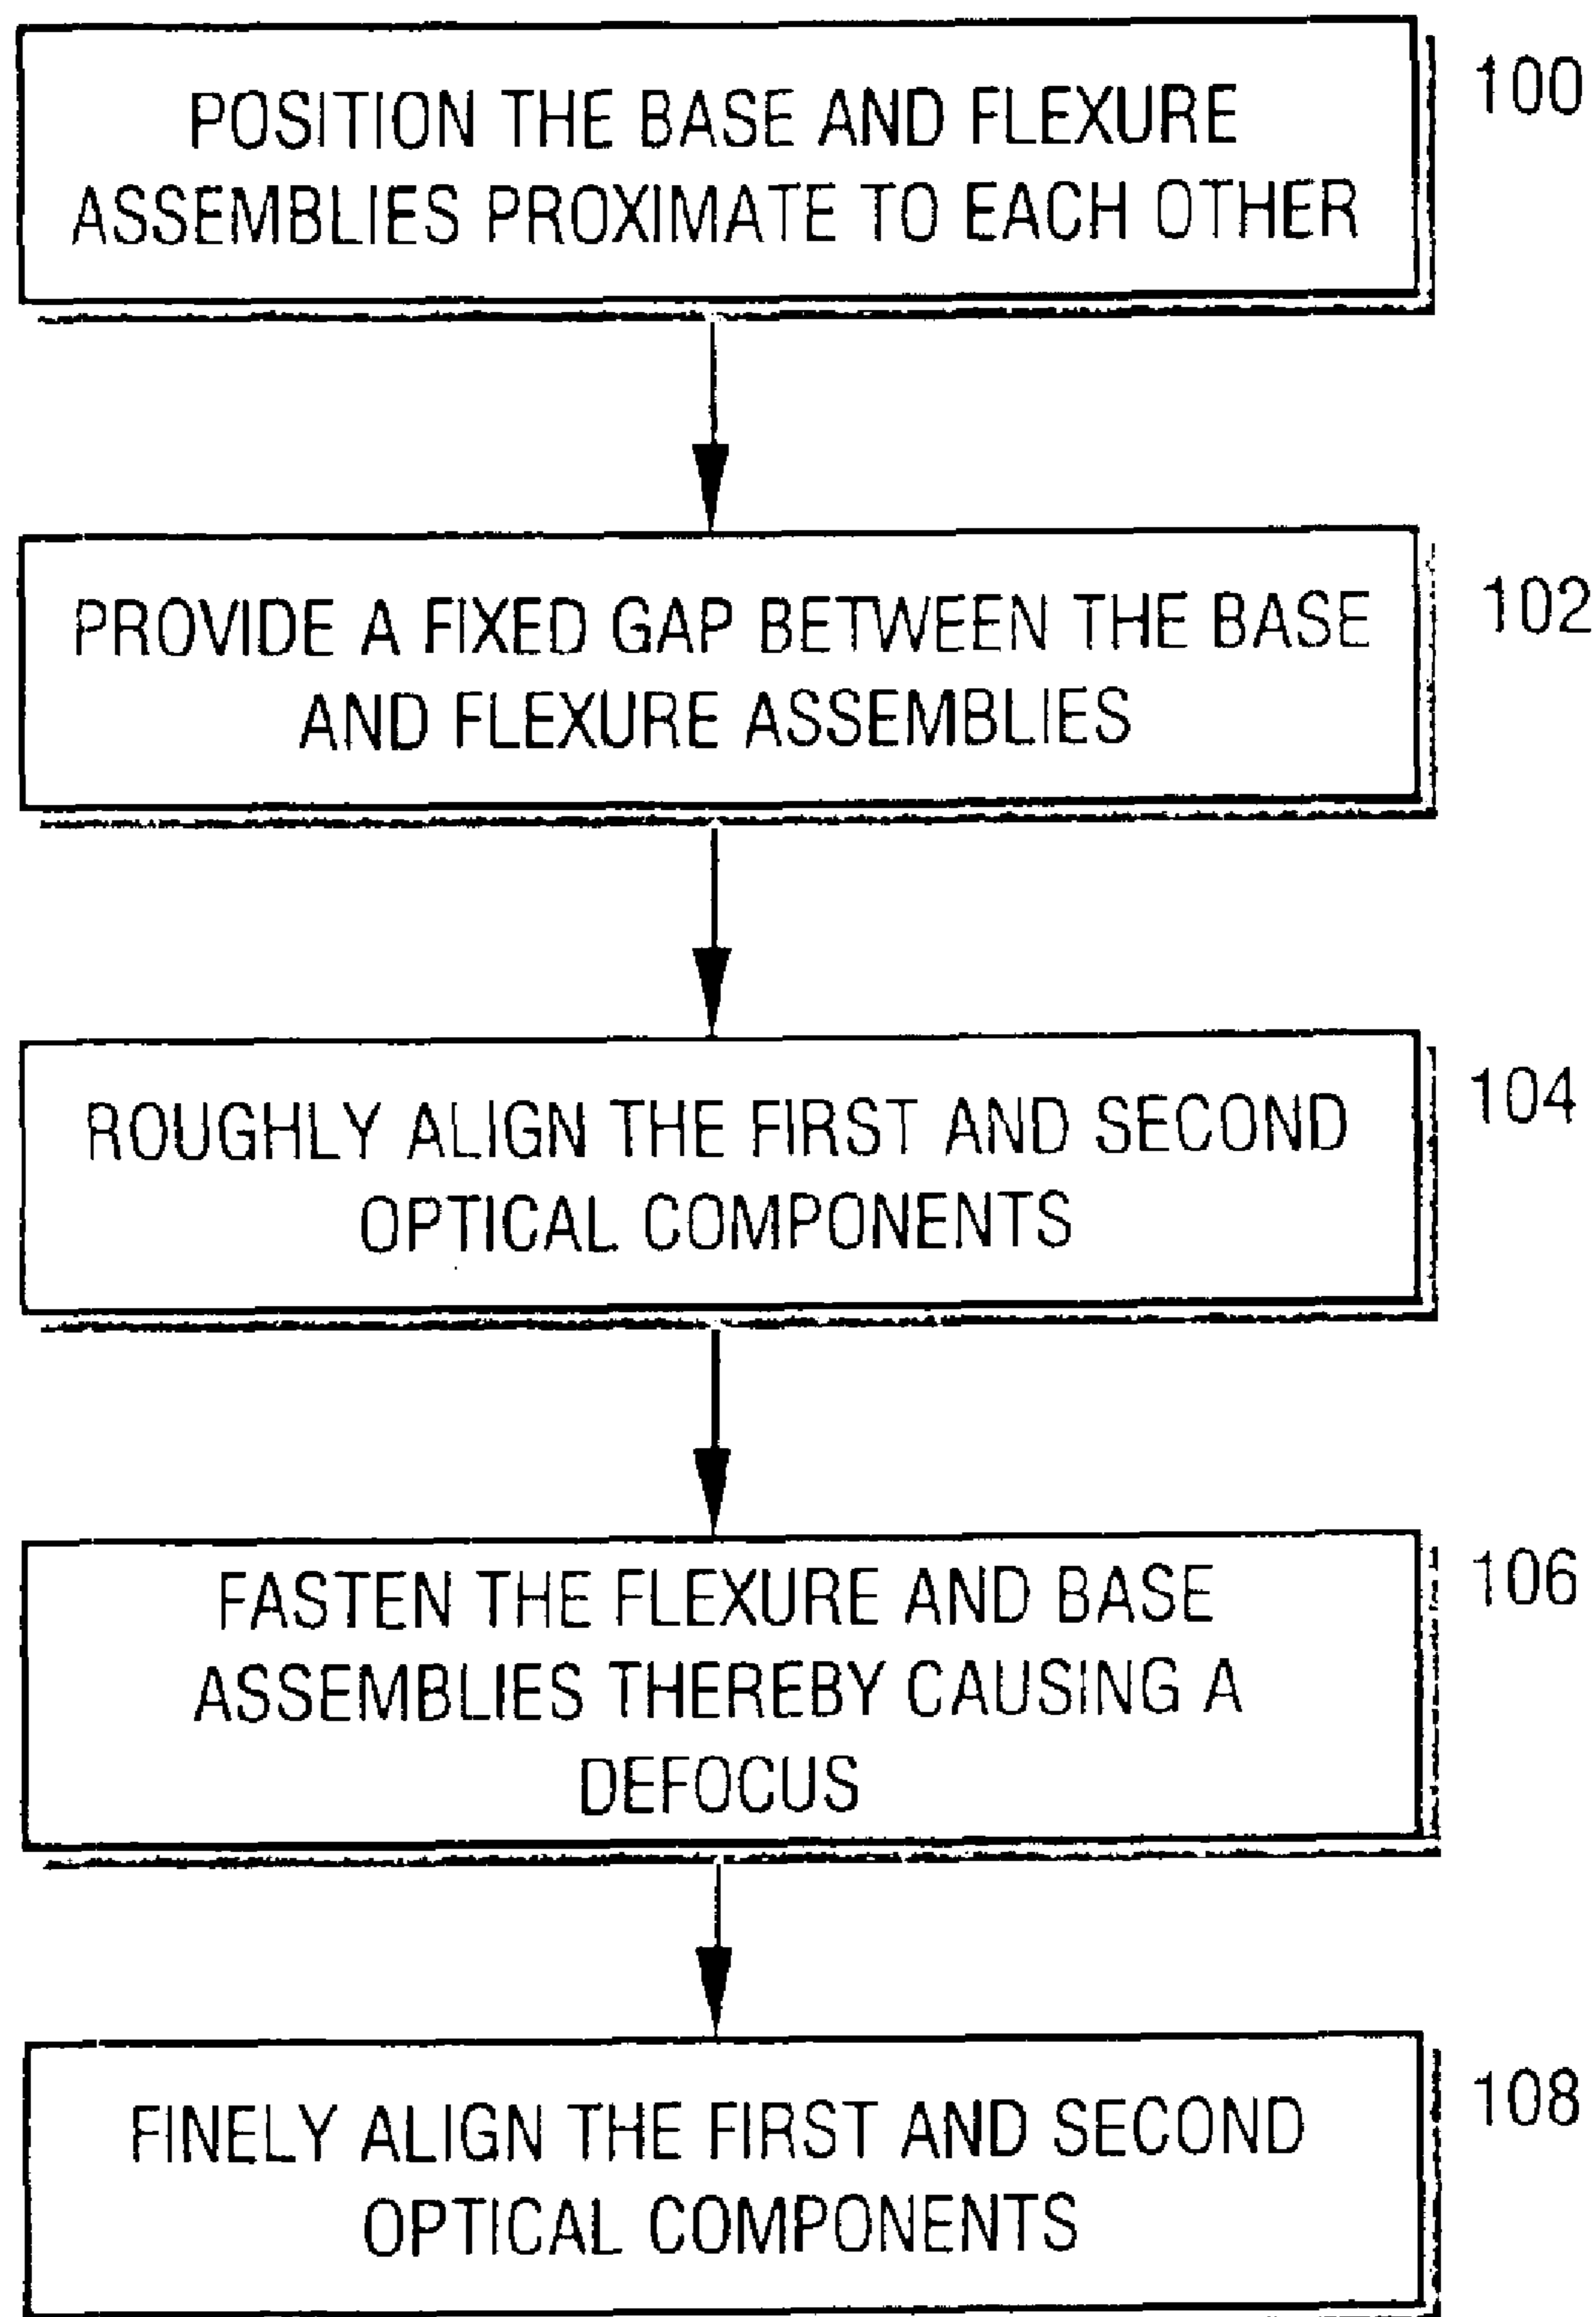 POSITION THE BASE AND FLEXURE
ASSEMBLIES PROXIMATE TO EACH OTHER
100
PROVIDE A FIXED GAP BETWEEN THE BASE
AND FLEXURE ASSEMBLIES
102
ROUGHLY ALIGN THE FIRST AND SECOND
OPTICAL COMPONENTS
104
FASTEN THE FLEXURE AND BASE
ASSEMBLIES THEREBY CAUSING A
DEFOCUS
106
FINELY ALIGN THE FIRST AND SECOND
OPTICAL COMPONENTS
108